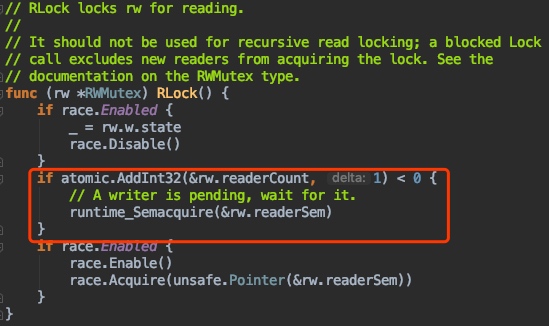 // RLock locks rw for reading.
//
// It should not be used for recursive read locking; a blocked Lock
// call excludes new readers from acquiring the lock. See the
// documentation on the RWMutex type.
func (rw *RWMutex) RLock() {
    if race.Enabled {
        _ = rw.w.state
        race.Disable()
    }
    if atomic.AddInt32(&rw.readerCount, delta: 1) < 0 {
        // A writer is pending, wait for it.
        runtime_Semacquire(&rw.readerSem)
    }
    if race.Enabled {
        race.Enable()
        race.Acquire(unsafe.Pointer(&rw.readerSem))
    }
}